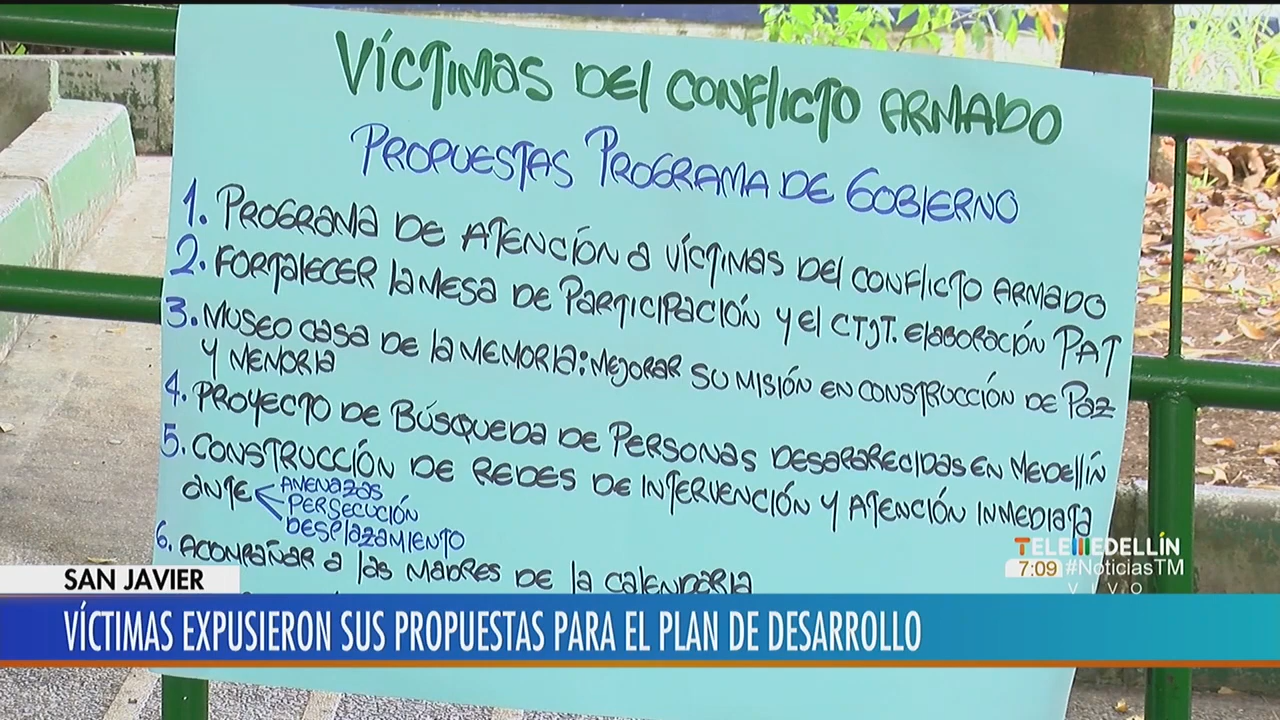 VÍCTIMAS DEL CONFLICTO ARMADO
PROPUESTAS PROGRAMA DE GOBIERNO
1. PROGRAMA DE ATENCIÓN A VÍCTIMAS DEL CONFLICTO ARMADO
2. FORTALECER LA MESA DE PARTICIPACIÓN Y EL CTJT. ELABORACIÓN PAT
3. MUSEO CASA DE LA MEMORIA: MEJORAR SU MISIÓN EN CONSTRUCCIÓN DE PAZ
Y MENORIA
4. PROYECTO DE BÚSQUEDA DE PERSONAS DESAPARECIDAS EN MEDELLÍN
5. CONSTRUCCIÓN DE REDES DE INTERVENCIÓN Y ATENCIÓN INMEDIATA
ANTE AMENAZAS
PERSECUCIÓN
DESPLAZAMIENTO
6. ACOMPAÑAR A LAS MADRES DE LA CALENDARIA
TELEMEDELLÍN
7:09 #NoticiasTM
VIVO
SAN JAVIER
VÍCTIMAS EXPUSIERON SUS PROPUESTAS PARA EL PLAN DE DESARROLLO